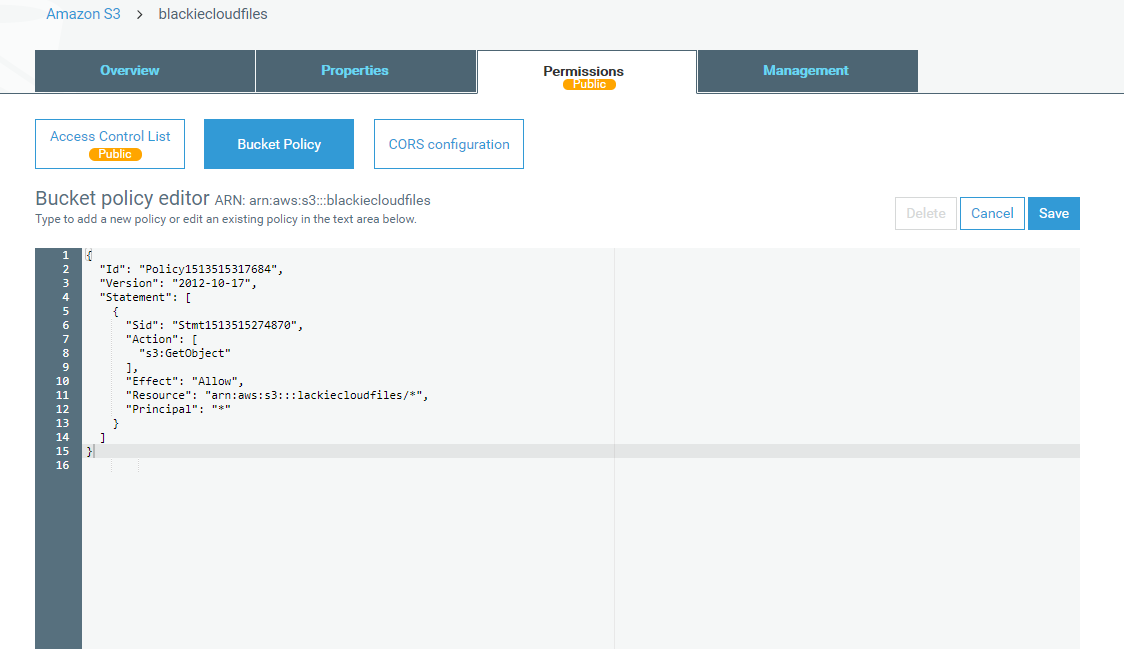 Amazon S3 > blackiecloudfiles
Overview
Properties
Permissions
Public
Management
Access Control List
Public
Bucket Policy
CORS configuration
Bucket policy editor ARN: arn:aws:s3:::blackiecloudfiles
Type to add a new policy or edit an existing policy in the text area below.
Delete
Cancel
Save
1 {
2 "Id": "Policy1513515317684",
3 "Version": "2012-10-17",
4 "Statement": [
5 {
6 "Sid": "Stmt1513515274870",
7 "Action": [
8 "s3:GetObject"
9 ],
10 "Effect": "Allow",
11 "Resource": "arn:aws:s3:::lackiecloudfiles/*",
12 "Principal": "*"
13 }
14 ]
15 }
16